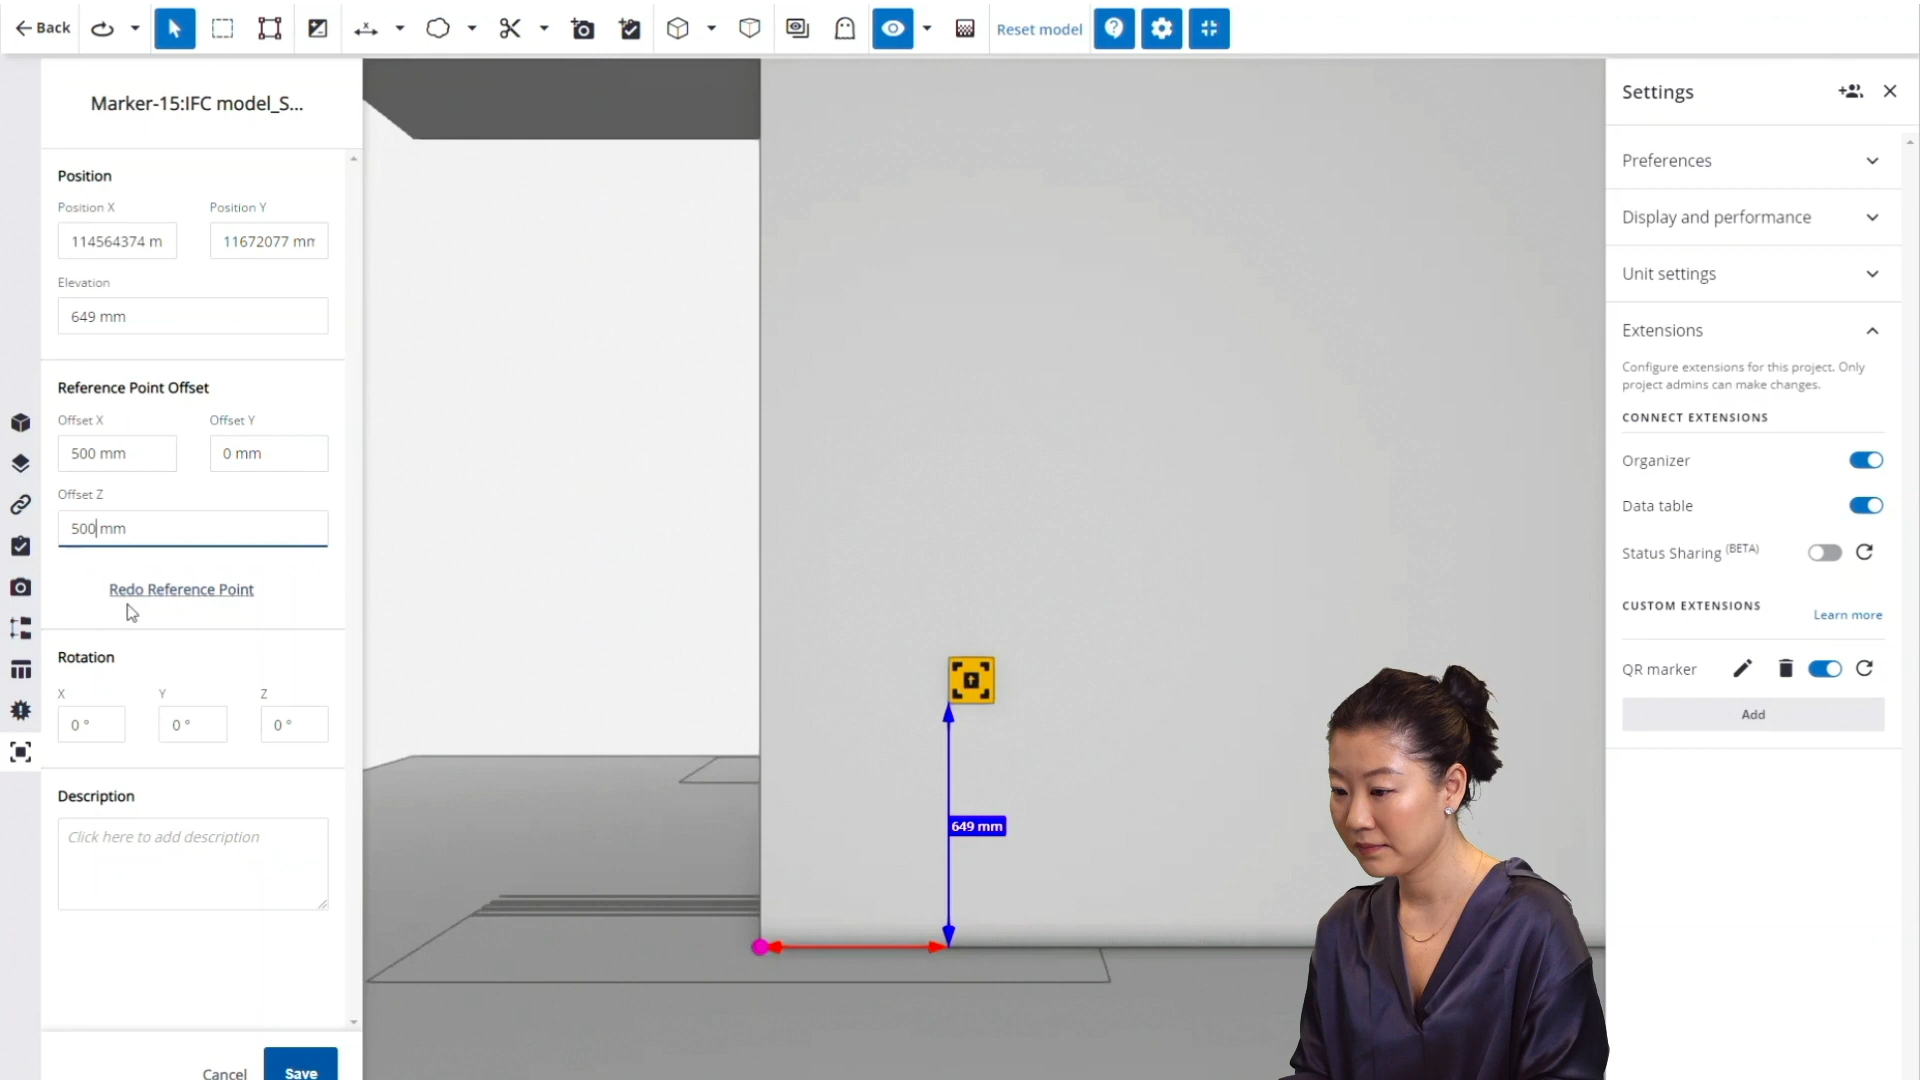 Back
Reset model
Marker-15:IFC model_S...
Position
Position X
Position Y
114564374 m
11672077 mm
Elevation
649 mm
Reference Point Offset
Offset X
Offset Y
500 mm
0 mm
Offset Z
500 mm
Redo Reference Point
Rotation
X
Y
Z
0 °
0 °
0 °
Description
Click here to add description
Cancel
Save
649 mm
Settings
Preferences
Display and performance
Unit settings
Extensions
Configure extensions for this project. Only
project admins can make changes.
CONNECT EXTENSIONS
Organizer
Data table
Status Sharing (BETA)
CUSTOM EXTENSIONS
Learn more
QR marker
Add